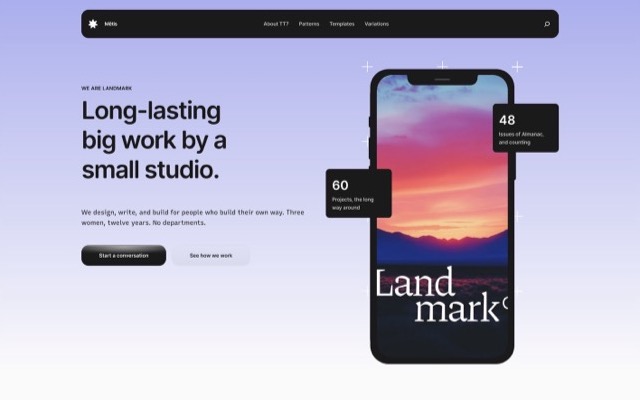 Métis
About TT7
Patterns
Templates
Variations
WE ARE LANDMARK
Long-lasting
big work by a
small studio.
We design, write, and build for people who build their own way. Three
women, twelve years. No departments.
Start a conversation
See how we work
48
Issues of Almanac,
and counting
60
Projects, the long
way around
Land
mark